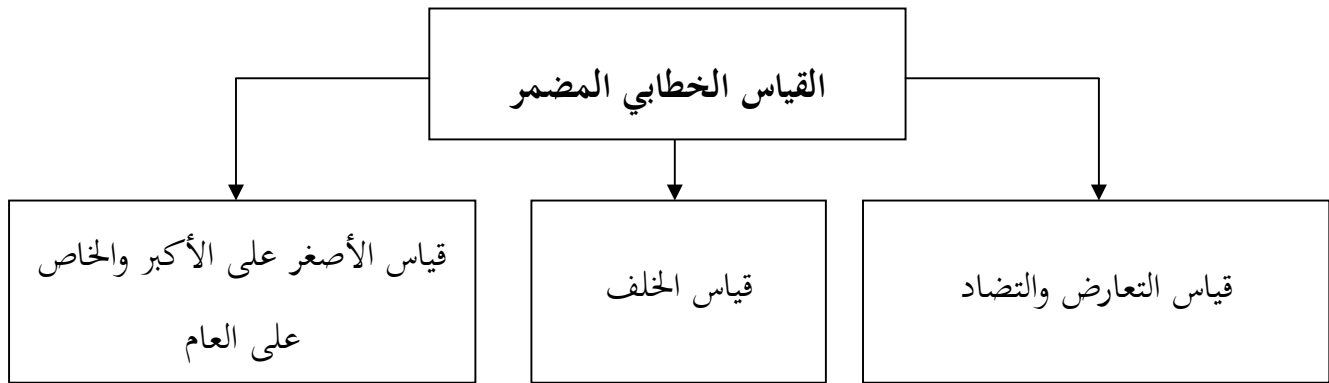 القياس الخطابي المضمر
قياس التعارض والتضاد
قياس الخلف
قياس الأصغر على الأكبر والخاص
على العام